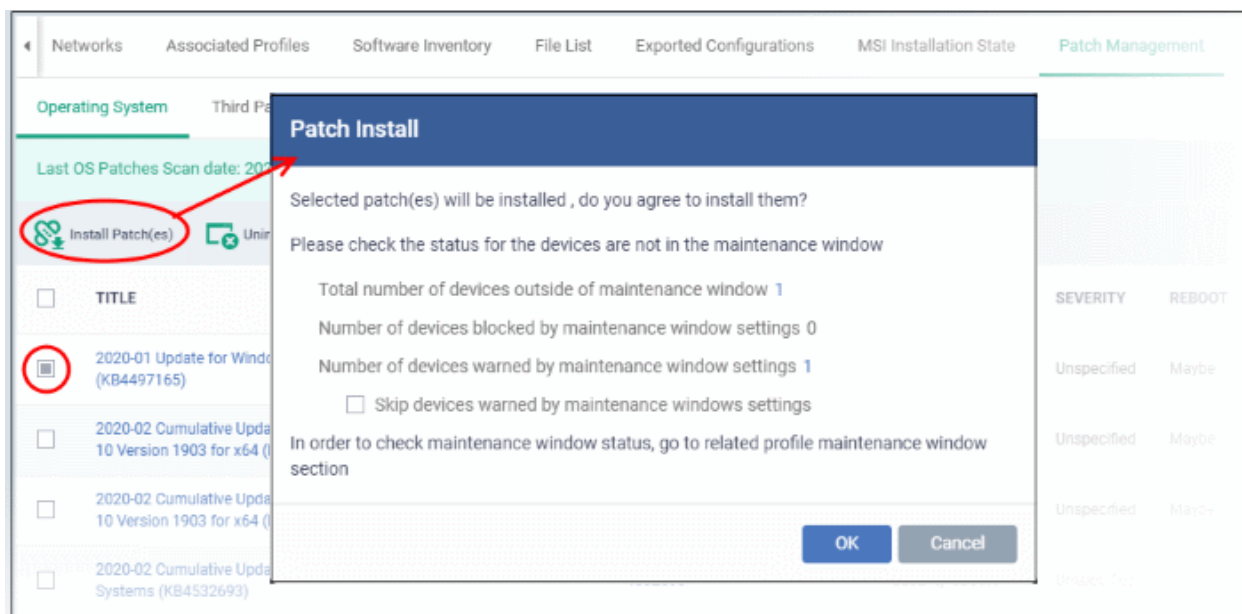 Networks Associated Profiles Software Inventory File List Exported Configurations MSI Installation State Patch Management
Operating System Third
Last OS Patches Scan date:
Install Patch(es)
TITLE SEVERITY REBOOT
2020-01 Update for
(KB4497165) Unspecified Maybe
2020-02 Cumulative
10 Version 1903 for x64 Unspecified Maybe
2020-02 Cumulative
10 Version 1903 for x64 Unspecified Maybe
2020-02 Cumulative
Systems (KB4532693)
Patch Install
Selected patch(es) will be installed , do you agree to install them?
Please check the status for the devices are not in the maintenance window
Total number of devices outside of maintenance window 1
Number of devices blocked by maintenance window settings 0
Number of devices warned by maintenance window settings 1
Skip devices warned by maintenance windows settings
In order to check maintenance window status, go to related profile maintenance window
section
OK Cancel